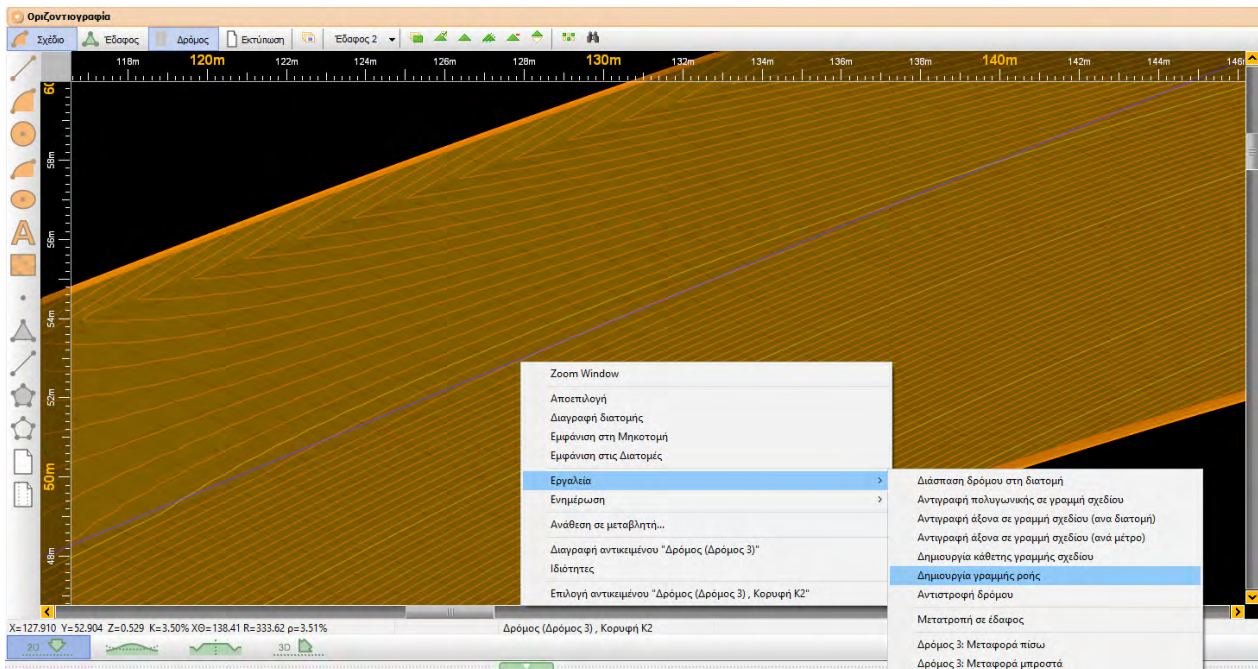 Οριζοντιογραφία
Σχέδιο Έδαφος Δρόμος Εκτύπωση Έδαφος 2
118m 120m 122m 124m 126m 128m 130m 132m 134m 136m 138m 140m 142m 144m 146
60
58m
56m
54m
52m
50m
48m
Zoom Window
Αποεπιλογή
Διαγραφή διατομής
Εμφάνιση στη Μηκοτομή
Εμφάνιση στις Διατομές
Εργαλεία
Ενημέρωση
Ανάθεση σε μεταβλητή...
Διαγραφή αντικειμένου "Δρόμος (Δρόμος 3)"
Ιδιότητες
Επιλογή αντικειμένου "Δρόμος (Δρόμος 3) , Κορυφή K2"
Διάσπαση δρόμου στη διατομή
Αντιγραφή πολυγωνικής σε γραμμή σχεδίου
Αντιγραφή άξονα σε γραμμή σχεδίου (ανα διατομή)
Αντιγραφή άξονα σε γραμμή σχεδίου (ανά μέτρο)
Δημιουργία κάθετης γραμμής σχεδίου
Δημιουργία γραμμής ροής
Αντιστροφή δρόμου
Μετατροπή σε έδαφος
Δρόμος 3: Μεταφορά πίσω
Δρόμος 3: Μεταφορά μπροστά
X=127.910 Y=52.904 Z=0.529 K=3.50% XΘ=138.41 R=333.62 ρ=3.51% Δρόμος (Δρόμος 3) , Κορυφή K2
2D 3D